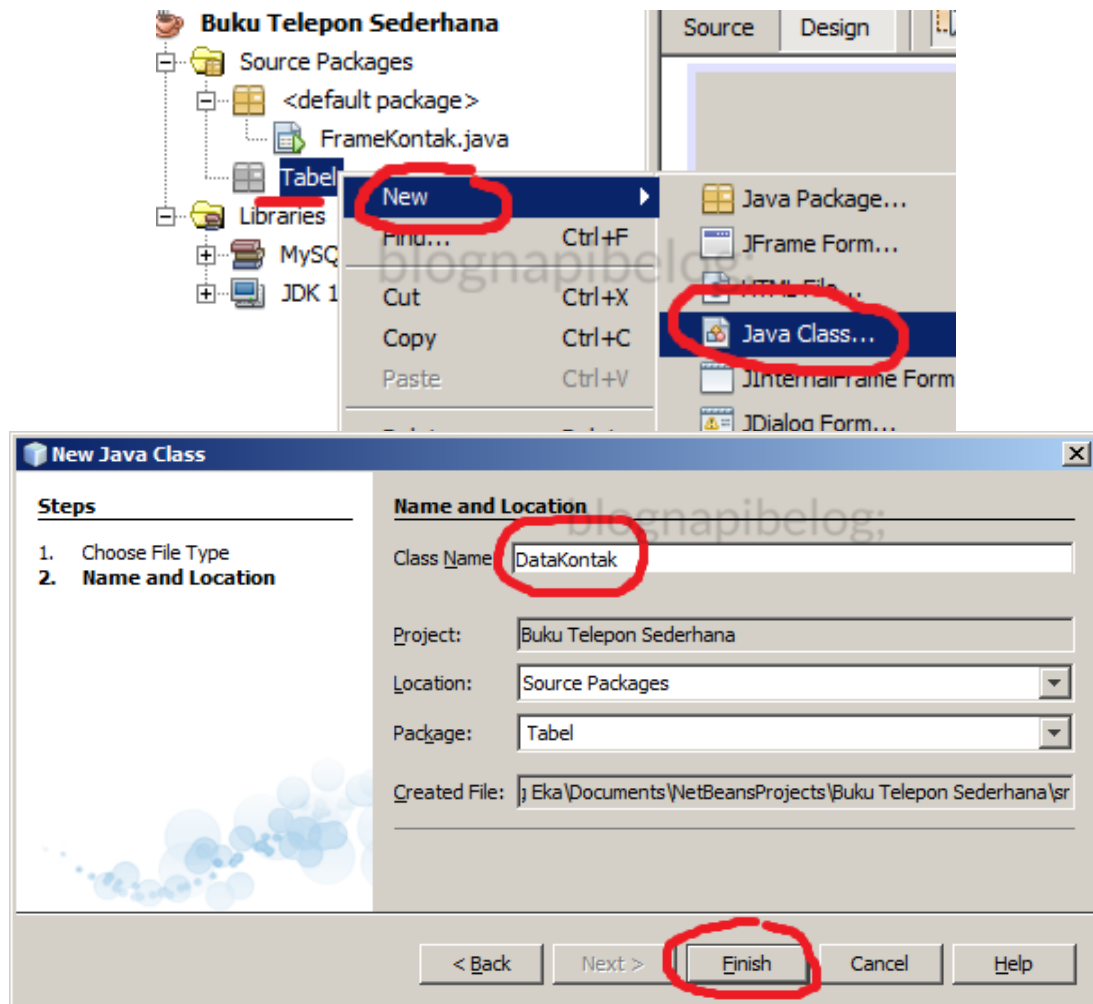 Buku Telepon Sederhana
Source Packages
<default package>
FrameKontak.java
Tabel
Libraries
MySQ
JDK 1
Source Design
New
Find... Ctrl+F
Cut Ctrl+X
Copy Ctrl+C
Paste Ctrl+V
Java Package...
JFrame Form...
HTML File...
Java Class...
JInternalFrame Form
JDialog Form...
blognapibelog;
New Java Class
Steps
1. Choose File Type
2. Name and Location
Name and Location
blognapibelog;
Class Name: DataKontak
Project: Buku Telepon Sederhana
Location: Source Packages
Package: Tabel
Created File: g Eka\Documents\NetBeansProjects\Buku Telepon Sederhana\sr
< Back Next > Finish Cancel Help